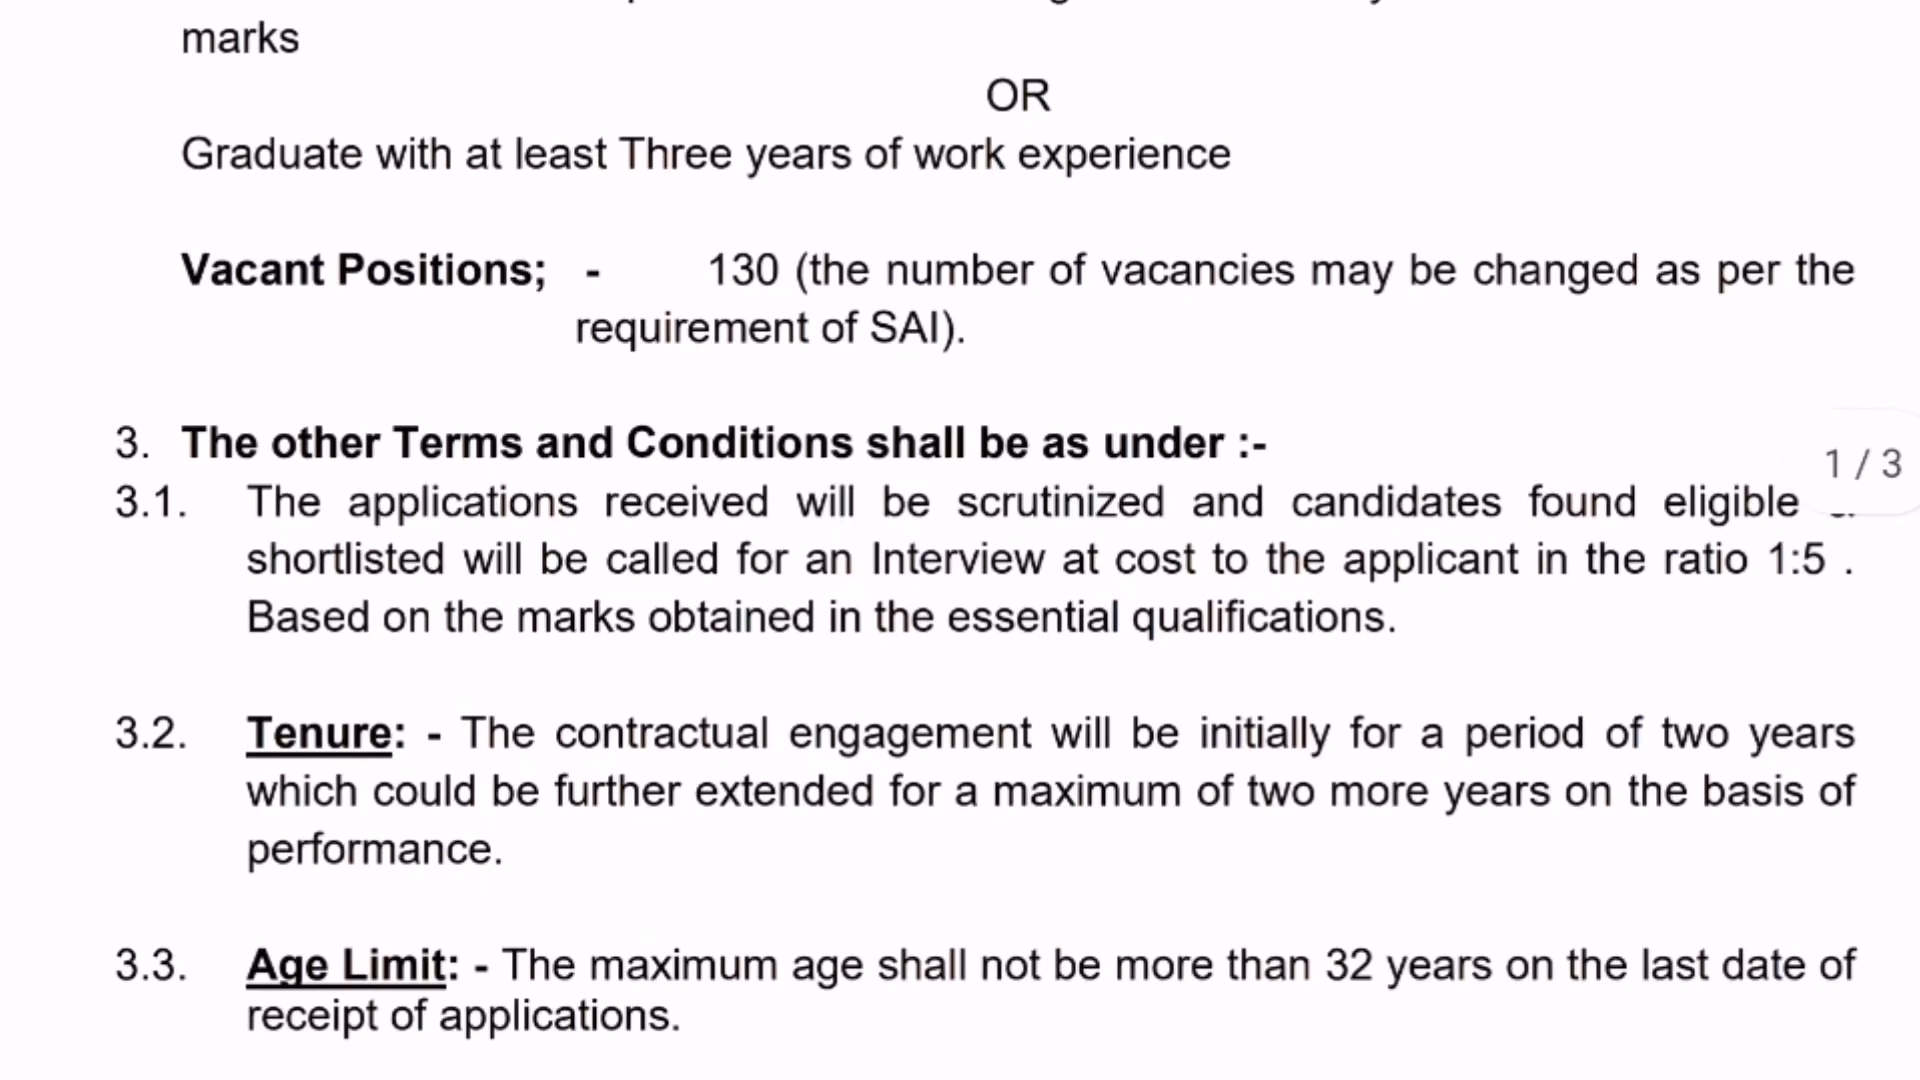 marks
OR
Graduate with at least Three years of work experience
Vacant Positions; - 130 (the number of vacancies may be changed as per the
requirement of SAI).
3. The other Terms and Conditions shall be as under :-
1 / 3
3.1. The applications received will be scrutinized and candidates found eligible
shortlisted will be called for an Interview at cost to the applicant in the ratio 1:5 .
Based on the marks obtained in the essential qualifications.
3.2. Tenure: - The contractual engagement will be initially for a period of two years
which could be further extended for a maximum of two more years on the basis of
performance.
3.3. Age Limit: - The maximum age shall not be more than 32 years on the last date of
receipt of applications.